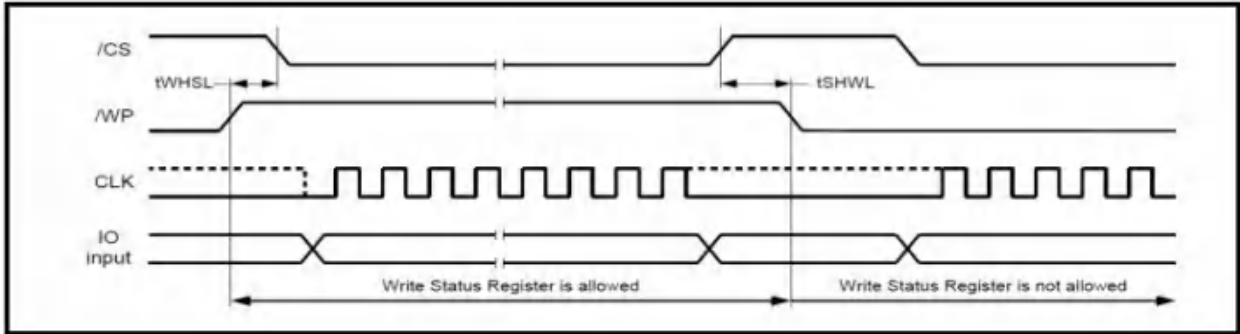 /CS
tWHSL
tSHWL
/WP
CLK
IO
input
Write Status Register is allowed
Write Status Register is not allowed